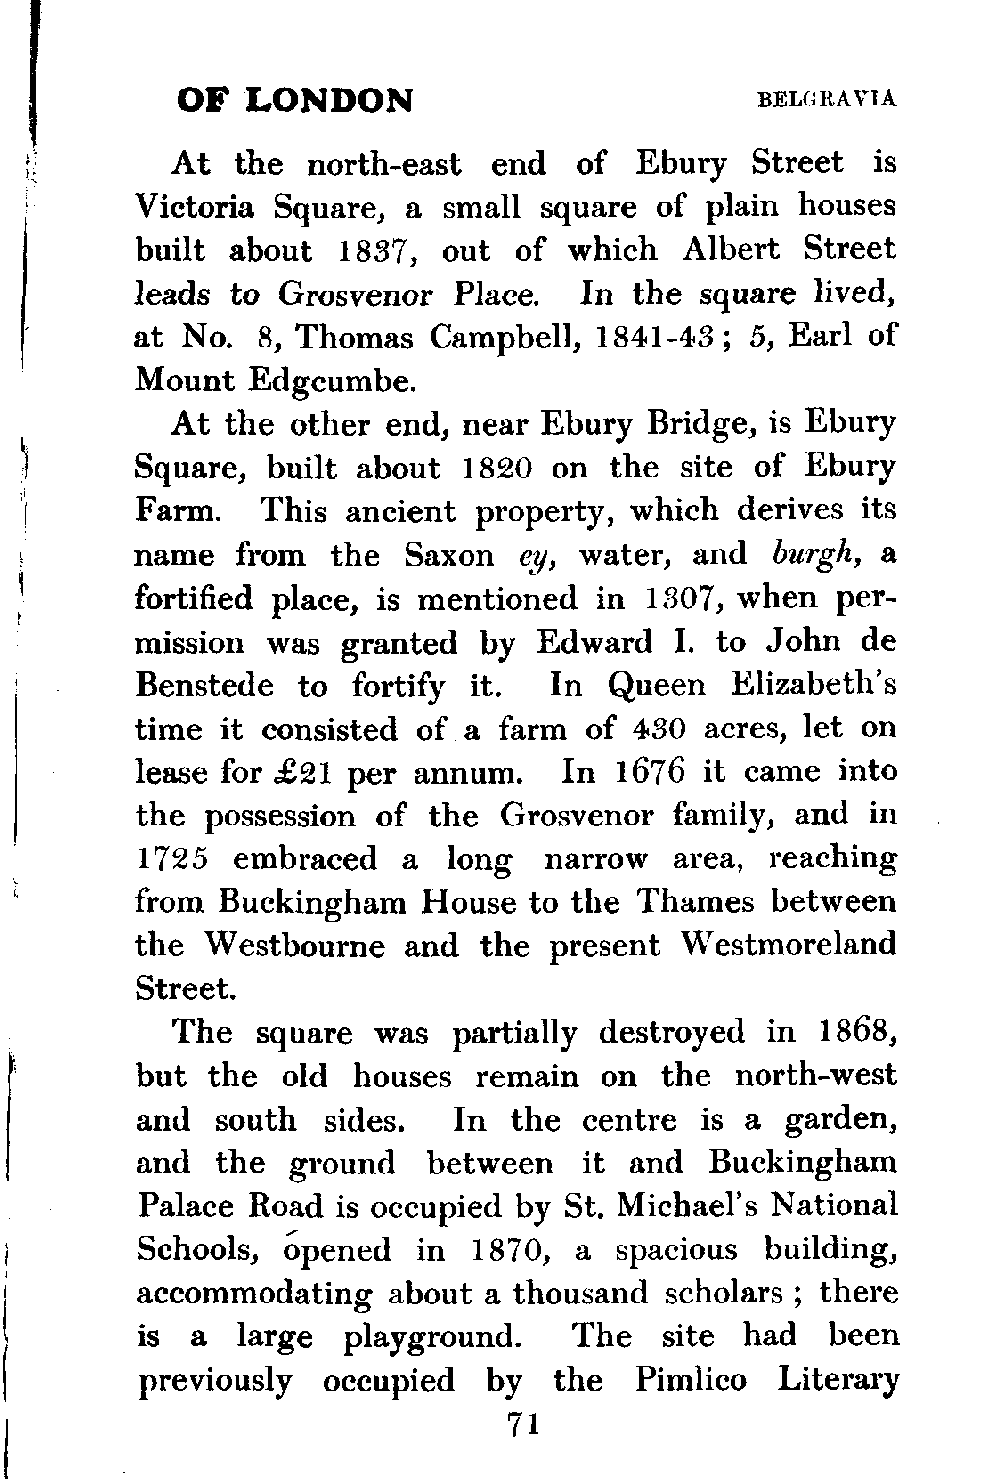 OF LONDON BELGRAVIA
At the north-east end of Ebury Street is
Victoria Square, a small square of plain houses
built about 1837, out of which Albert Street
leads to Grosvenor Place. In the square lived,
at No. 8, Thomas Campbell, 1841-43; 5, Earl of
Mount Edgcumbe.
At the other end, near Ebury Bridge, is Ebury
Square, built about 1820 on the site of Ebury
Farm. This ancient property, which derives its
name from the Saxon ey, water, and burgh, a
fortified place, is mentioned in 1307, when per-
mission was granted by Edward I. to John de
Benstede to fortify it. In Queen Elizabeth's
time it consisted of a farm of 430 acres, let on
lease for £21 per annum. In 1676 it came into
the possession of the Grosvenor family, and in
1725 embraced a long narrow area, reaching
from Buckingham House to the Thames between
the Westbourne and the present Westmoreland
Street.
The square was partially destroyed in 1868,
but the old houses remain on the north-west
and south sides. In the centre is a garden,
and the ground between it and Buckingham
Palace Road is occupied by St. Michael's National
Schools, opened in 1870, a spacious building,
accommodating about a thousand scholars; there
is a large playground. The site had been
previously occupied by the Pimlico Literary
71